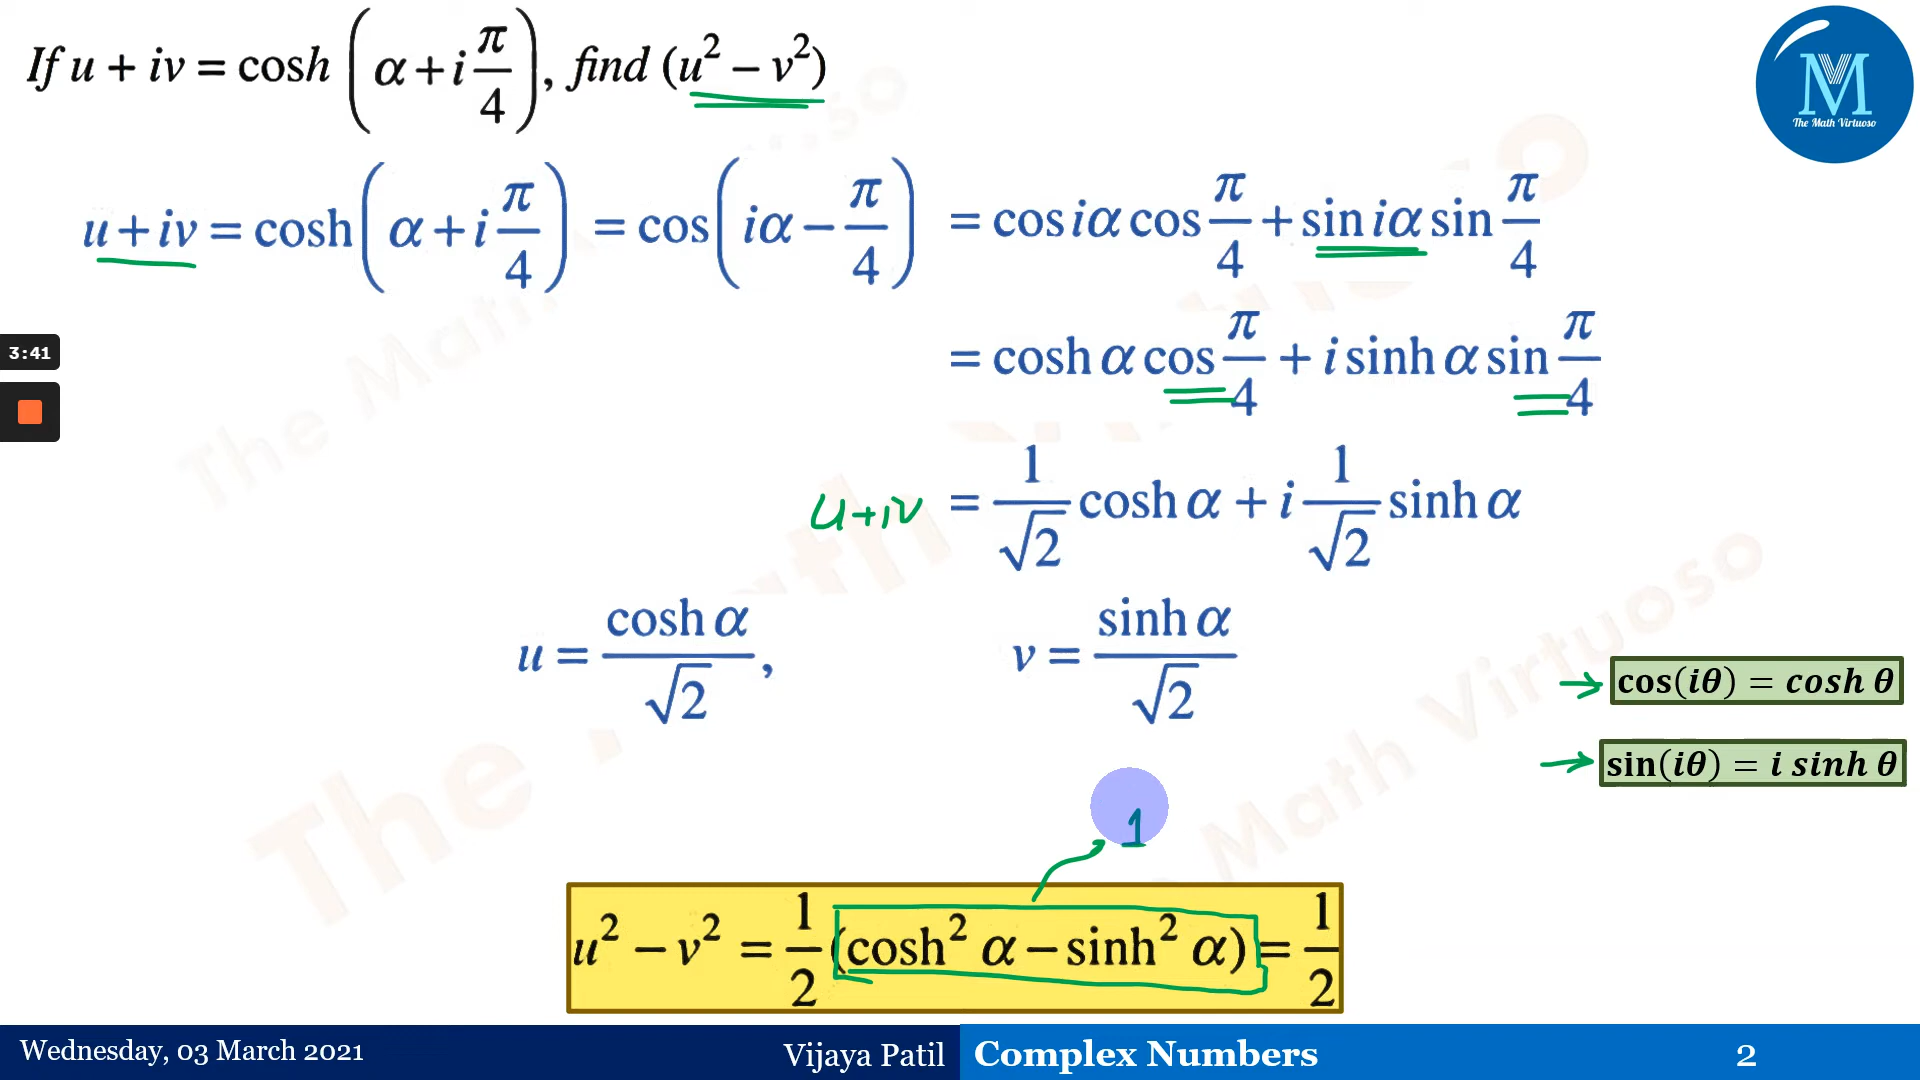 If u + iv = cosh (α + i π/4), find (u² − v²)
M
The Math Virtuoso
u + iv = cosh(α + i π/4) = cos(iα − π/4) = cos iα cos π/4 + sin iα sin π/4
3:41
= cosh α cos π/4 + i sinh α sin π/4
u+iv = 1/√2 cosh α + i 1/√2 sinh α
u = cosh α/√2, v = sinh α/√2
→ cos(iθ) = cosh θ
→ sin(iθ) = i sinh θ
1
u² − v² = 1/2 (cosh² α − sinh² α) = 1/2
The Math Virtuoso
Wednesday, 03 March 2021 Vijaya Patil Complex Numbers 2